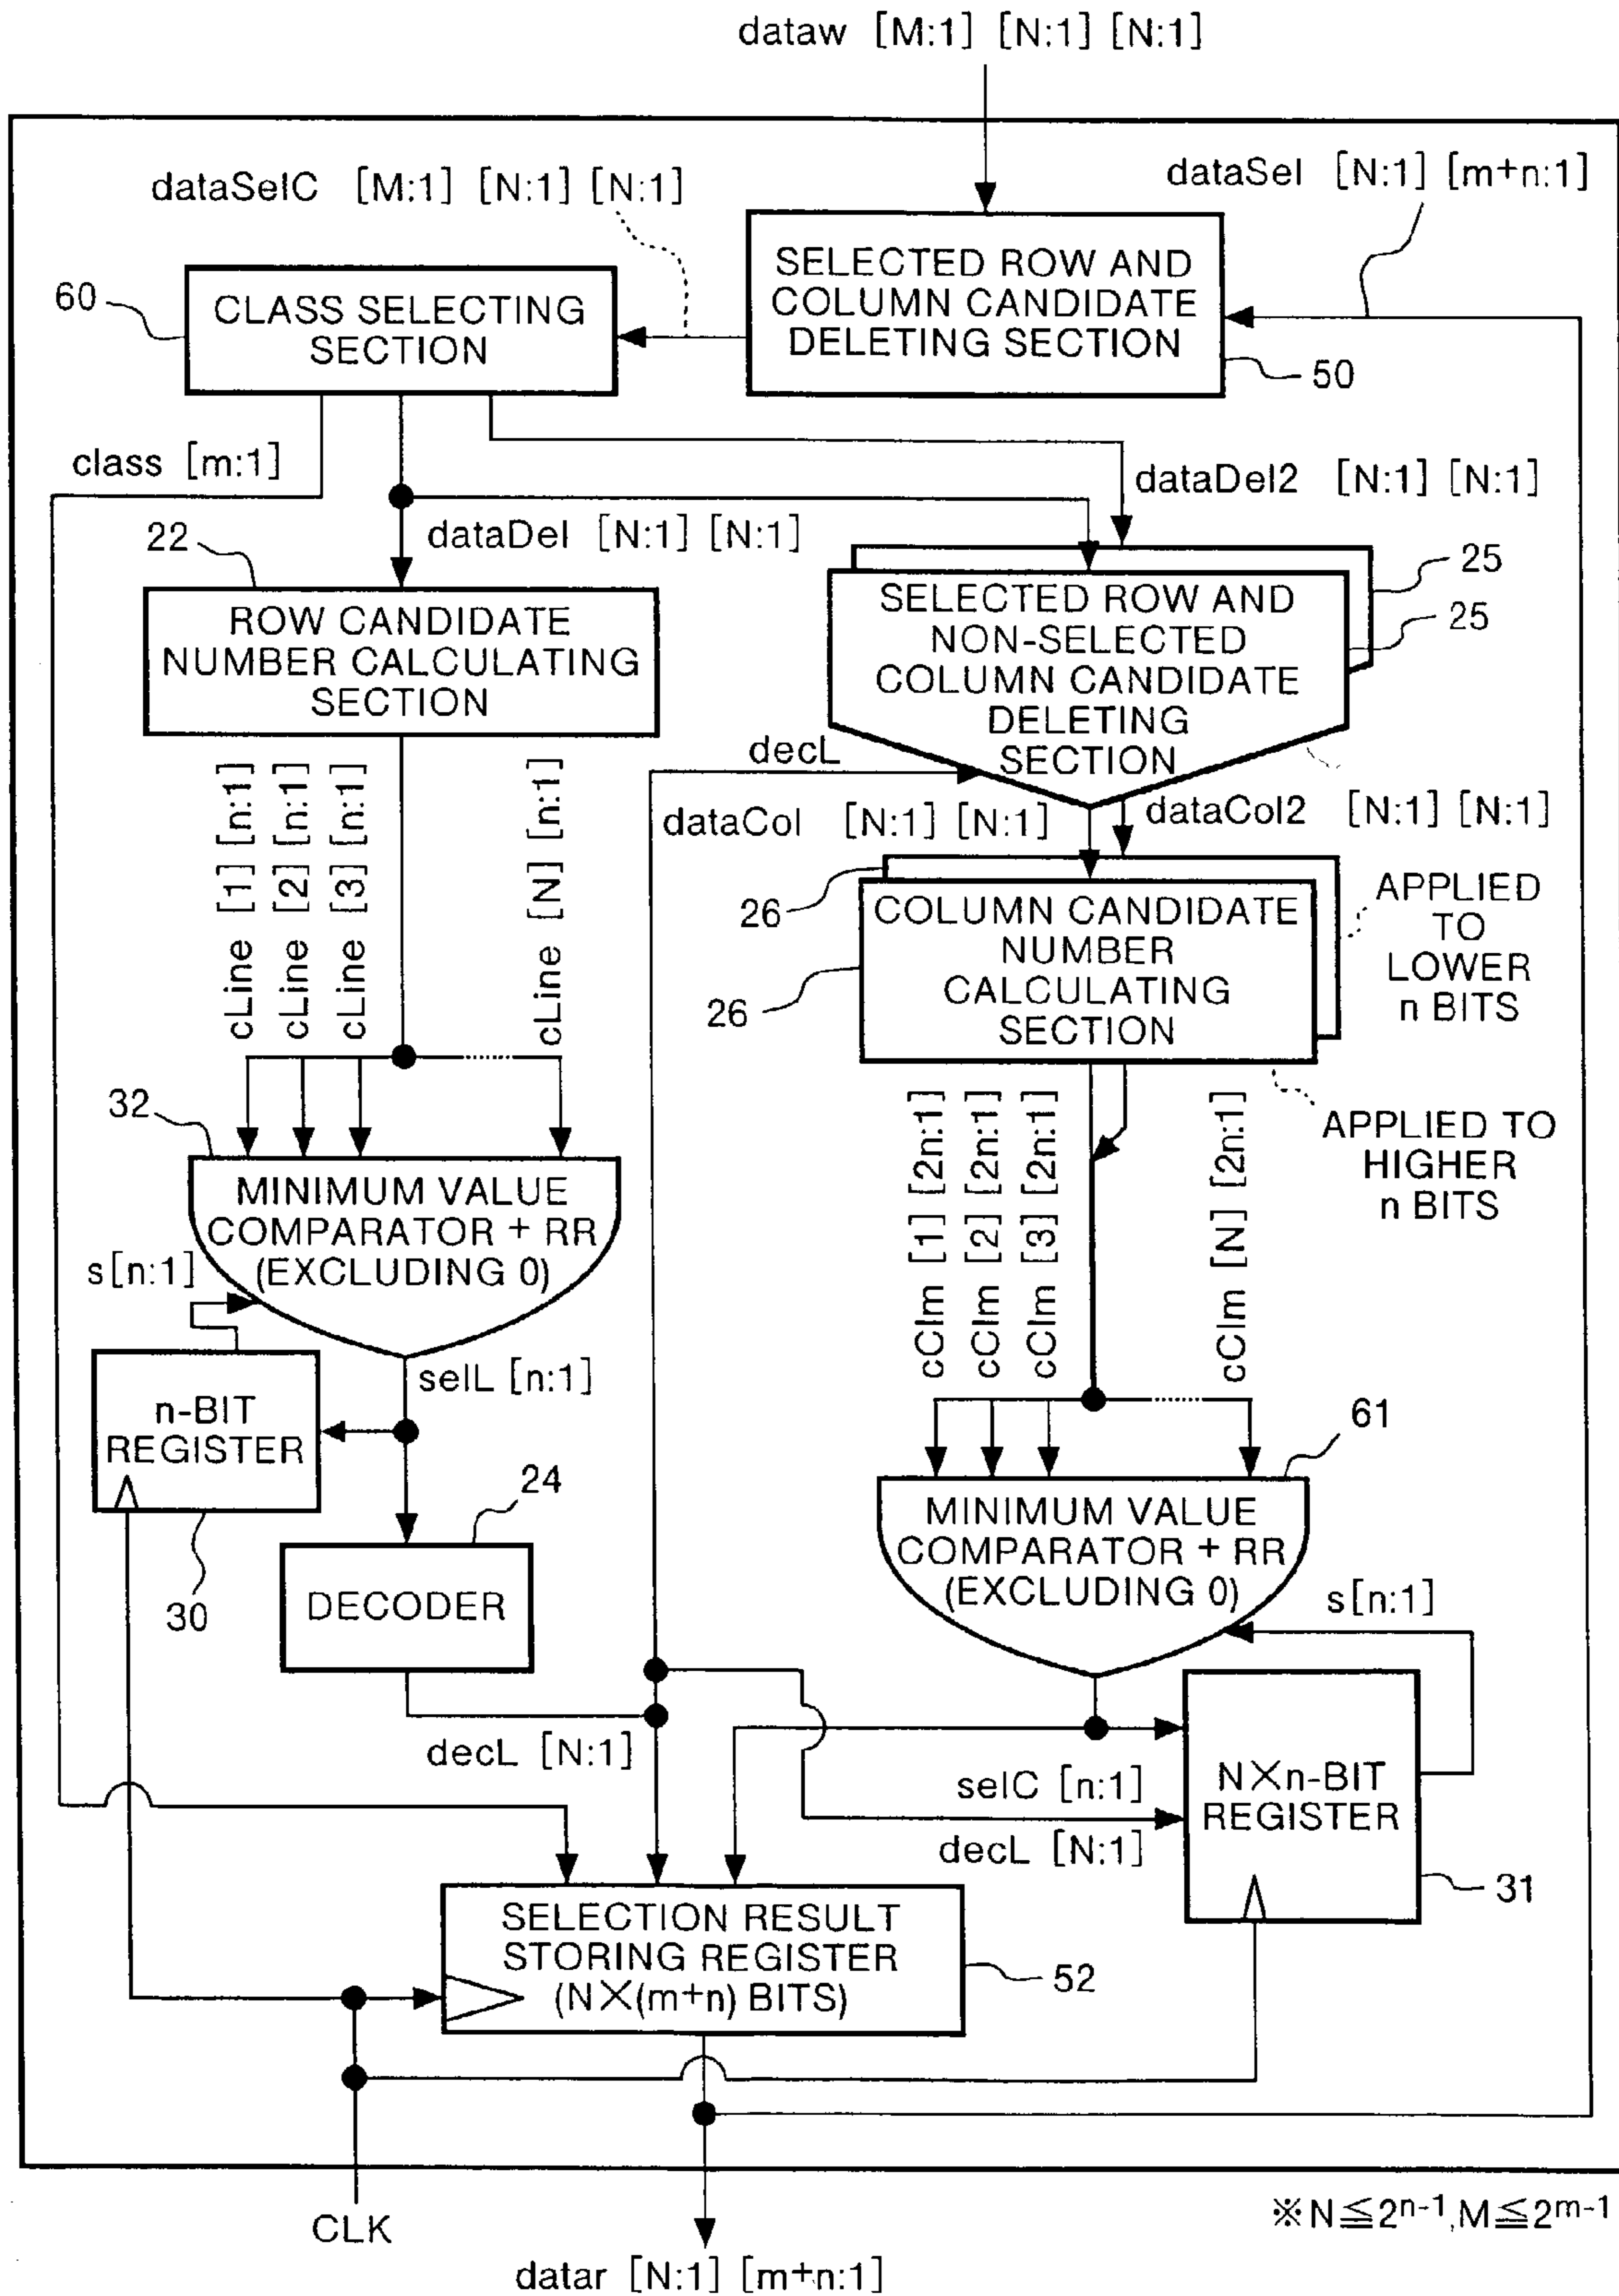 dataw [M:1] [N:1] [N:1]
dataSelC [M:1] [N:1] [N:1]
dataSel [N:1] [m+n:1]
SELECTED ROW AND
COLUMN CANDIDATE
DELETING SECTION
50
60
CLASS SELECTING
SECTION
class [m:1]
dataDel2 [N:1] [N:1]
dataDel [N:1] [N:1]
22
ROW CANDIDATE
NUMBER CALCULATING
SECTION
25
25
SELECTED ROW AND
NON-SELECTED
COLUMN CANDIDATE
DELETING
SECTION
decL
dataCol [N:1] [N:1]
dataCol2 [N:1] [N:1]
cLine [1] [n:1]
cLine [2] [n:1]
cLine [3] [n:1]
cLine [N] [n:1]
26
26
COLUMN CANDIDATE
NUMBER
CALCULATING
SECTION
APPLIED
TO
LOWER
n BITS
APPLIED TO
HIGHER
n BITS
32
MINIMUM VALUE
COMPARATOR + RR
(EXCLUDING 0)
s[n:1]
cClm [1] [2n:1]
cClm [2] [2n:1]
cClm [3] [2n:1]
cClm [N] [2n:1]
selL [n:1]
n-BIT
REGISTER
30
24
DECODER
61
MINIMUM VALUE
COMPARATOR + RR
(EXCLUDING 0)
s[n:1]
decL [N:1]
selC [n:1]
decL [N:1]
N×n-BIT
REGISTER
31
SELECTION RESULT
STORING REGISTER
(N×(m+n) BITS)
52
CLK
※N≦2ⁿ⁻¹,M≦2ᵐ⁻¹
datar [N:1] [m+n:1]